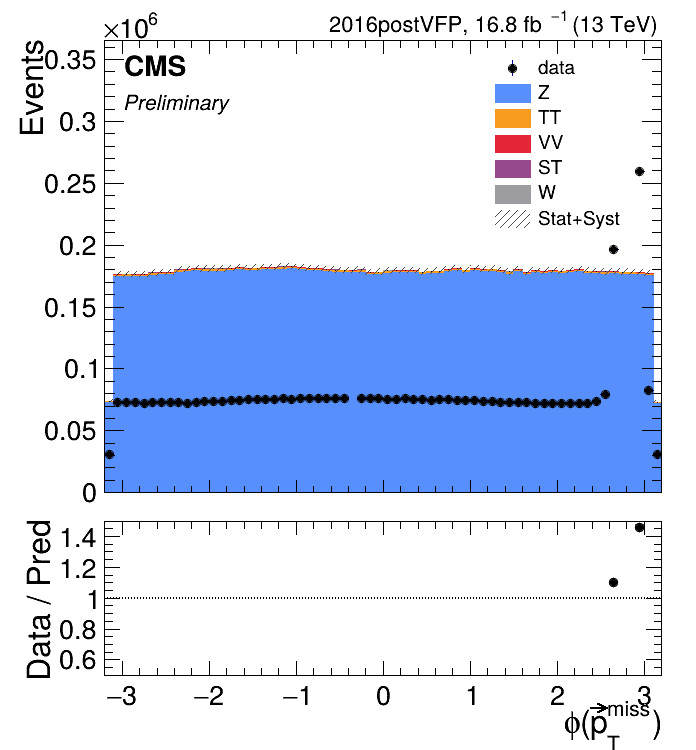 ×10^6 2016postVFP, 16.8 fb ⁻¹ (13 TeV)
Events
CMS
Preliminary
data
Z
TT
VV
ST
W
Stat+Syst
0.35
0.3
0.25
0.2
0.15
0.1
0.05
0
Data / Pred
1.4
1.2
1
0.8
0.6
−3 −2 −1 0 1 2 3
ϕ(p⃗_T^miss)